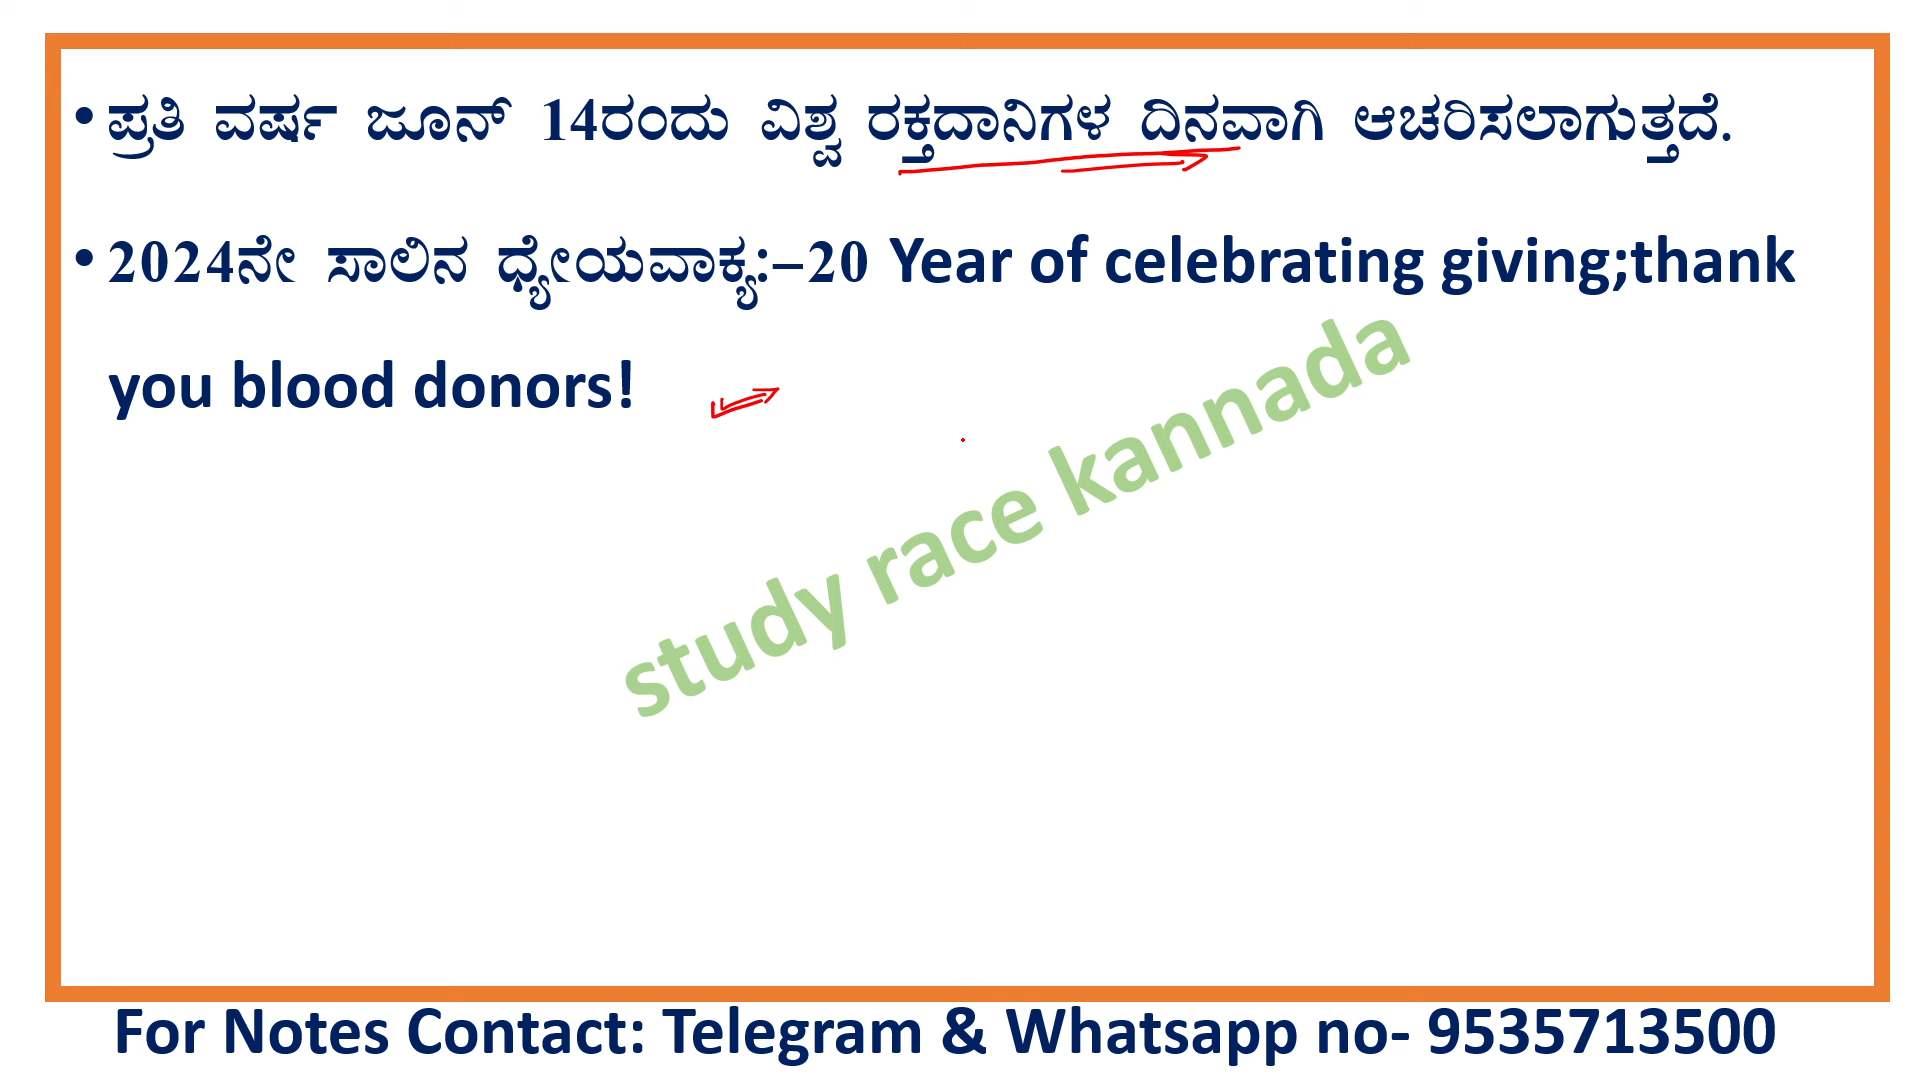 • ಪ್ರತಿ ವರ್ಷ ಜೂನ್ 14ರಂದು ವಿಶ್ವ ರಕ್ತದಾನಿಗಳ ದಿನವಾಗಿ ಆಚರಿಸಲಾಗುತ್ತದೆ.
• 2024ನೇ ಸಾಲಿನ ಧ್ಯೇಯವಾಕ್ಯ:–20 Year of celebrating giving;thank
you blood donors!
study race kannada
For Notes Contact: Telegram & Whatsapp no- 9535713500